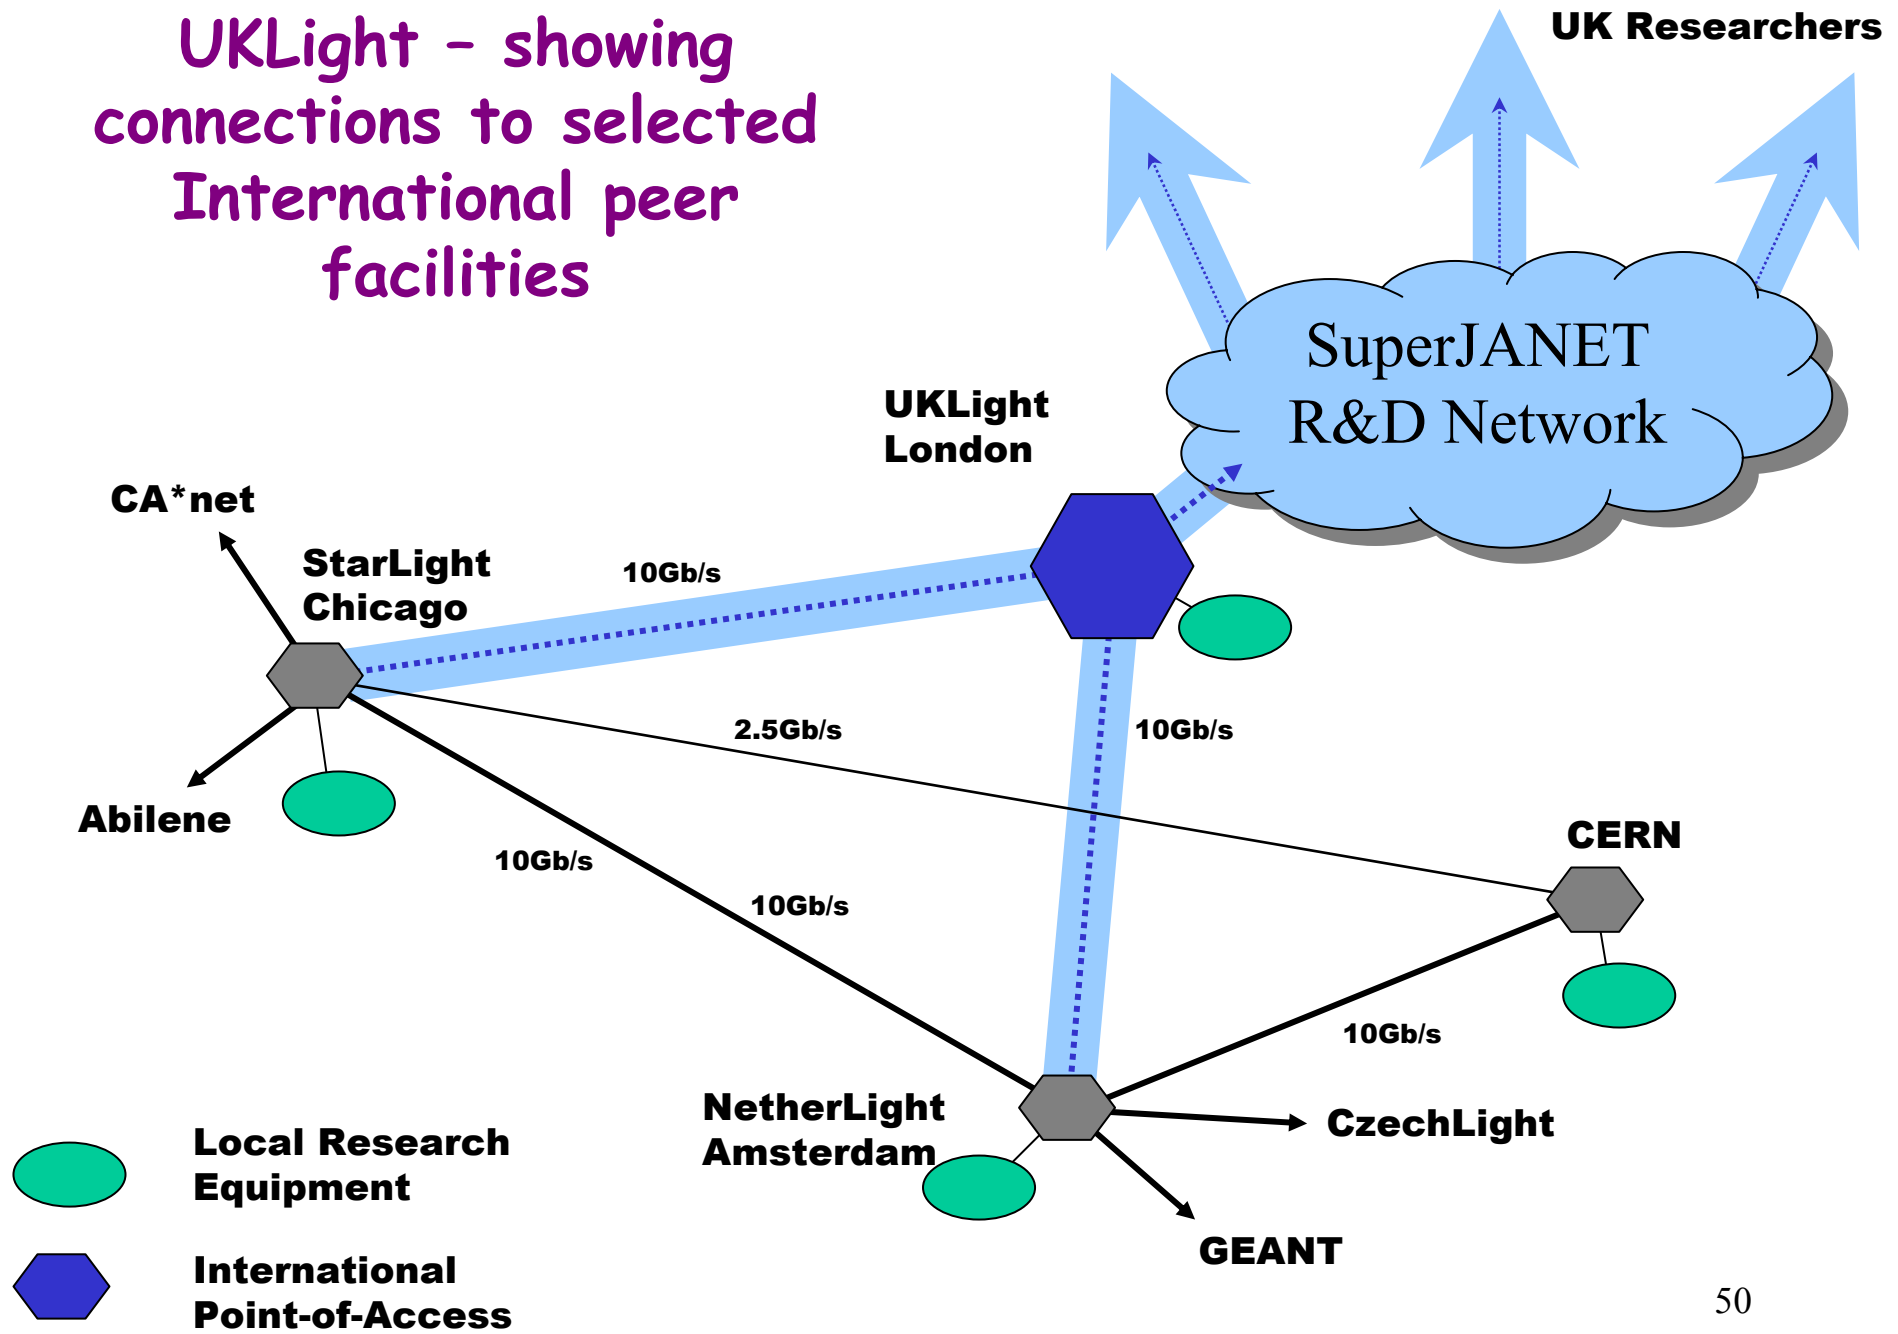 UKLight – showing
connections to selected
International peer
facilities
UK Researchers
SuperJANET
R&D Network
UKLight
London
CA*net
StarLight
Chicago
10Gb/s
2.5Gb/s
10Gb/s
Abilene
CERN
10Gb/s
10Gb/s
10Gb/s
NetherLight
Amsterdam
CzechLight
GEANT
Local Research
Equipment
International
Point-of-Access
50